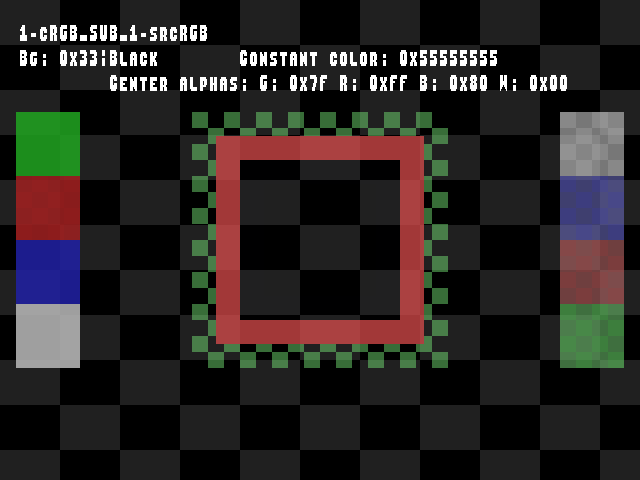 1-cRGB_SUB_1-srcRGB
Bg: 0x33¦Black Constant color: 0x55555555
Center alphas: G: 0x7f R: 0xff B: 0x80 W: 0x00